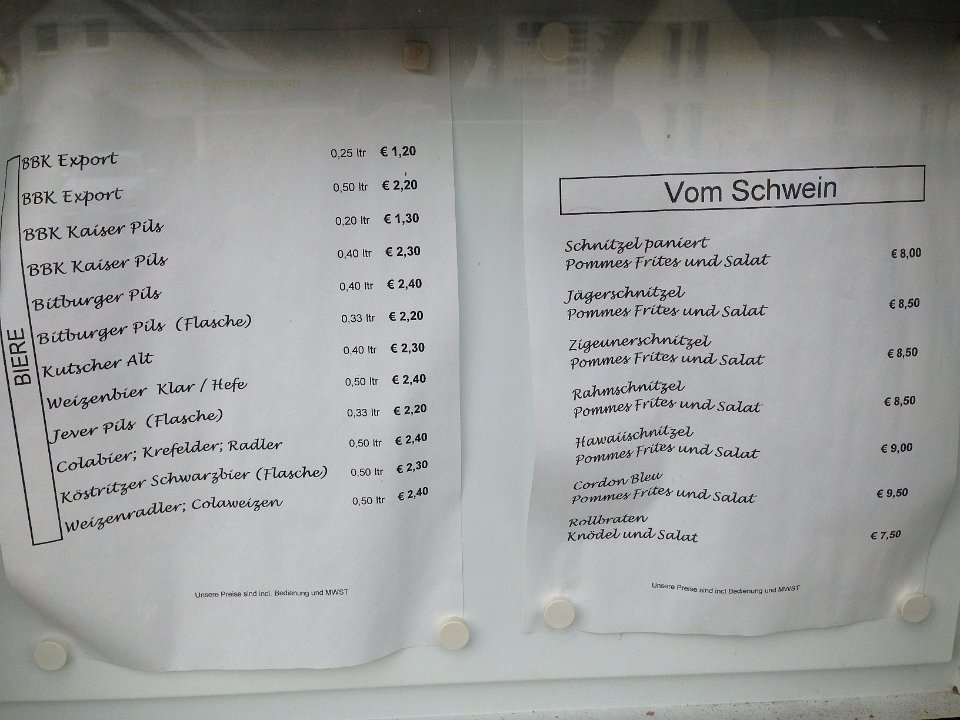 BIERE
BBK Export 0,25 ltr € 1,20
BBK Export 0,50 ltr € 2,20
BBK Kaiser Pils 0,20 ltr € 1,30
BBK Kaiser Pils 0,40 ltr € 2,30
Bitburger Pils 0,40 ltr € 2,40
Bitburger Pils (Flasche) 0,33 ltr € 2,20
Kutscher Alt 0,40 ltr € 2,30
Weizenbier Klar / Hefe 0,50 ltr € 2,40
Jever Pils (Flasche) 0,33 ltr € 2,20
Colabier; Krefelder; Radler 0,50 ltr € 2,40
Köstritzer Schwarzbier (Flasche) 0,50 ltr € 2,30
Weizenradler; Colaweizen 0,50 ltr € 2,40
Unsere Preise sind incl. Bedienung und MWST
Vom Schwein
Schnitzel paniert
Pommes Frites und Salat € 8,00
Jägerschnitzel
Pommes Frites und Salat € 8,50
Zigeunerschnitzel
Pommes Frites und Salat € 8,50
Rahmschnitzel
Pommes Frites und Salat € 8,50
Hawaiischnitzel
Pommes Frites und Salat € 9,00
Cordon Bleu
Pommes Frites und Salat € 9,50
Rollbraten
Knödel und Salat € 7,50
Unsere Preise sind incl Bedienung und MWST